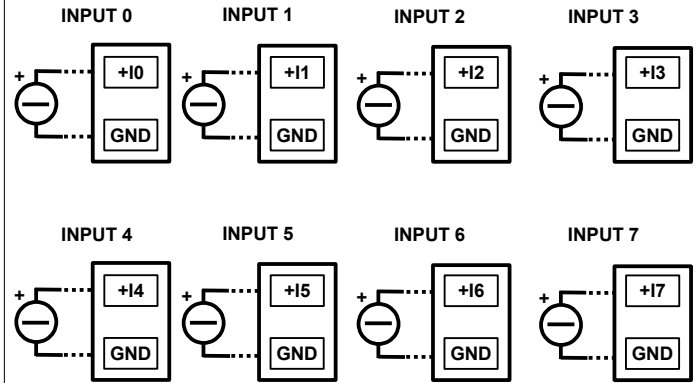 INPUT 0 INPUT 1 INPUT 2 INPUT 3
+ +I0 + +I1 + +I2 + +I3
GND GND GND GND
INPUT 4 INPUT 5 INPUT 6 INPUT 7
+ +I4 + +I5 + +I6 + +I7
GND GND GND GND